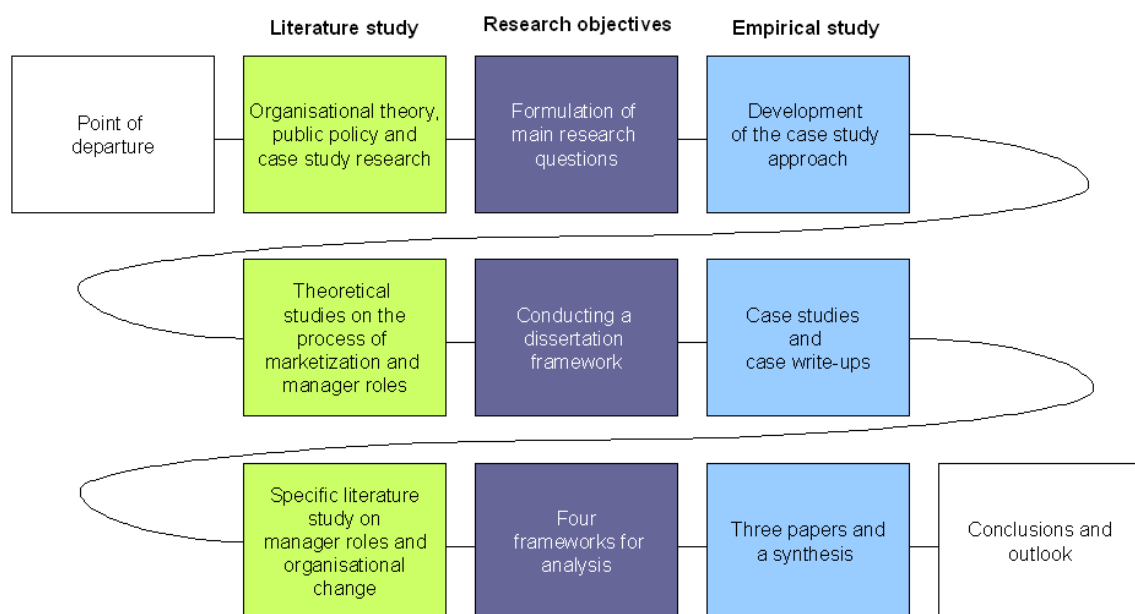 Literature study
Research objectives
Empirical study
Point of
departure
Organisational theory,
public policy and
case study research
Formulation of
main research
questions
Development
of the case study
approach
Theoretical
studies on the
process of
marketization and
manager roles
Conducting a
dissertation
framework
Case studies
and
case write-ups
Specific literature
study on
manager roles and
organisational
change
Four
frameworks for
analysis
Three papers and
a synthesis
Conclusions and
outlook